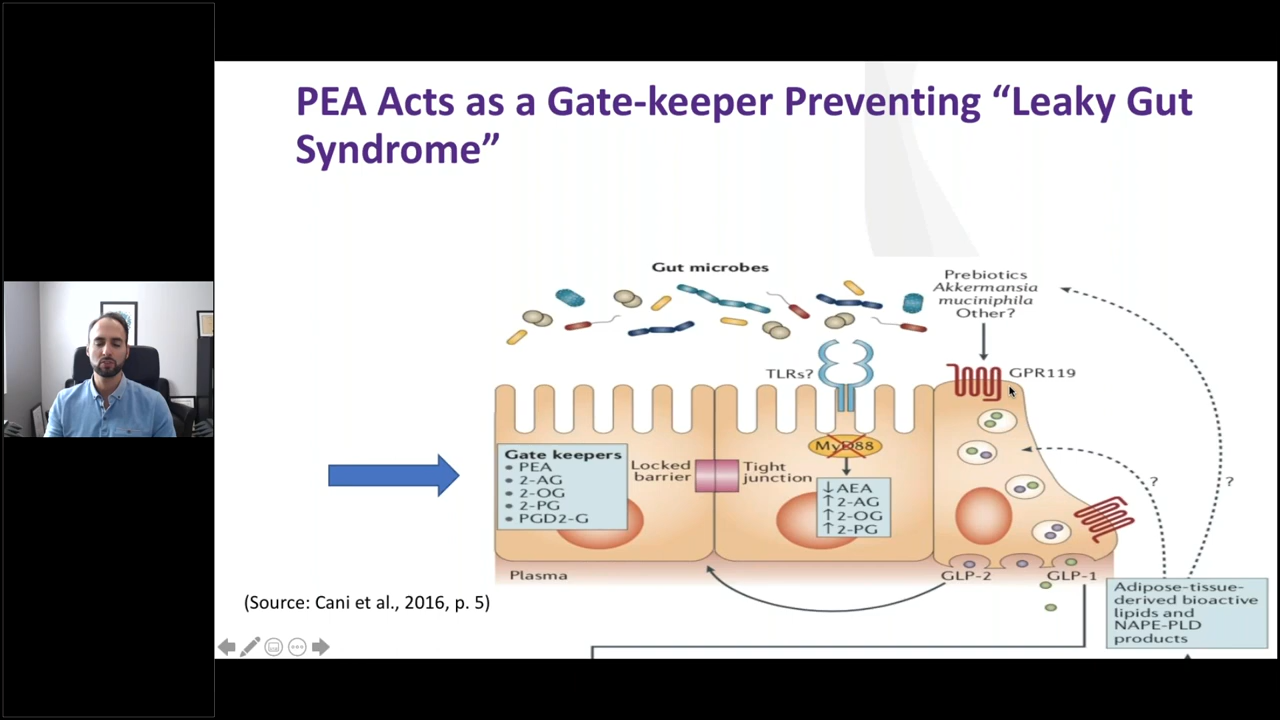 PEA Acts as a Gate-keeper Preventing “Leaky Gut
Syndrome”
Gut microbes
Prebiotics
Akkermansia
muciniphila
Other?
TLRs?
GPR119
Gate keepers
• PEA
• 2-AG
• 2-OG
• 2-PG
• PGD2-G
Locked
barrier
Tight
junction
MyD88
↓AEA
↑2-AG
↑2-OG
↑2-PG
?
?
Plasma
GLP-2
GLP-1
Adipose-tissue-
derived bioactive
lipids and
NAPE-PLD
products
(Source: Cani et al., 2016, p. 5)